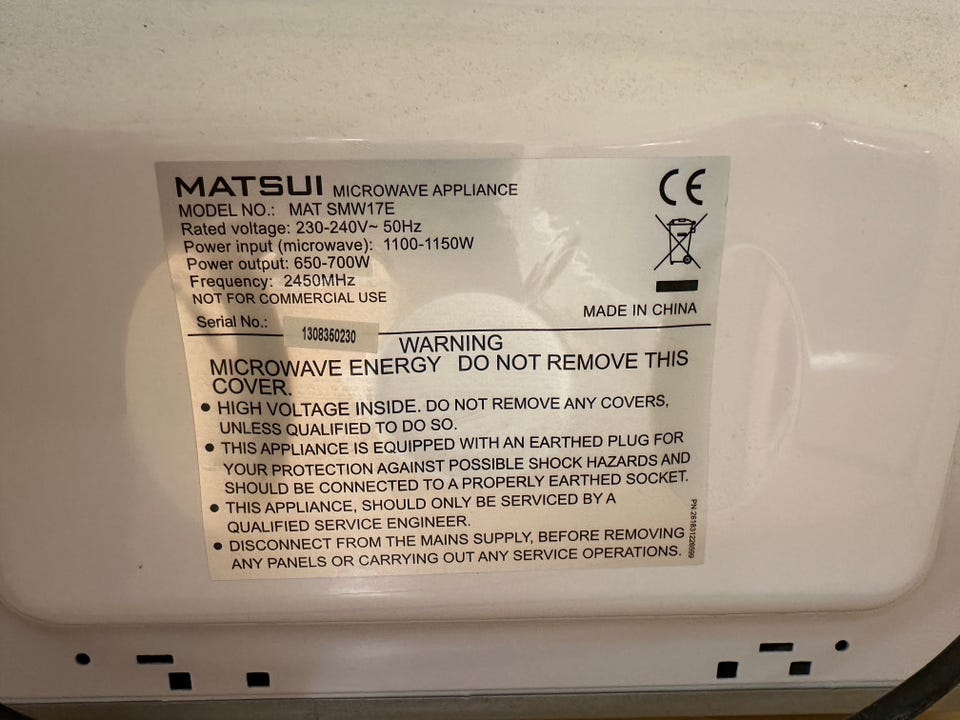 MATSUI MICROWAVE APPLIANCE
MODEL NO.: MAT SMW17E
Rated voltage: 230-240V~ 50Hz
Power input (microwave): 1100-1150W
Power output: 650-700W
Frequency: 2450MHz
NOT FOR COMMERCIAL USE
Serial No.: 1308350230
CE
MADE IN CHINA
WARNING
MICROWAVE ENERGY DO NOT REMOVE THIS
COVER.
• HIGH VOLTAGE INSIDE. DO NOT REMOVE ANY COVERS,
UNLESS QUALIFIED TO DO SO.
• THIS APPLIANCE IS EQUIPPED WITH AN EARTHED PLUG FOR
YOUR PROTECTION AGAINST POSSIBLE SHOCK HAZARDS AND
SHOULD BE CONNECTED TO A PROPERLY EARTHED SOCKET.
• THIS APPLIANCE, SHOULD ONLY BE SERVICED BY A
QUALIFIED SERVICE ENGINEER.
• DISCONNECT FROM THE MAINS SUPPLY, BEFORE REMOVING
ANY PANELS OR CARRYING OUT ANY SERVICE OPERATIONS.